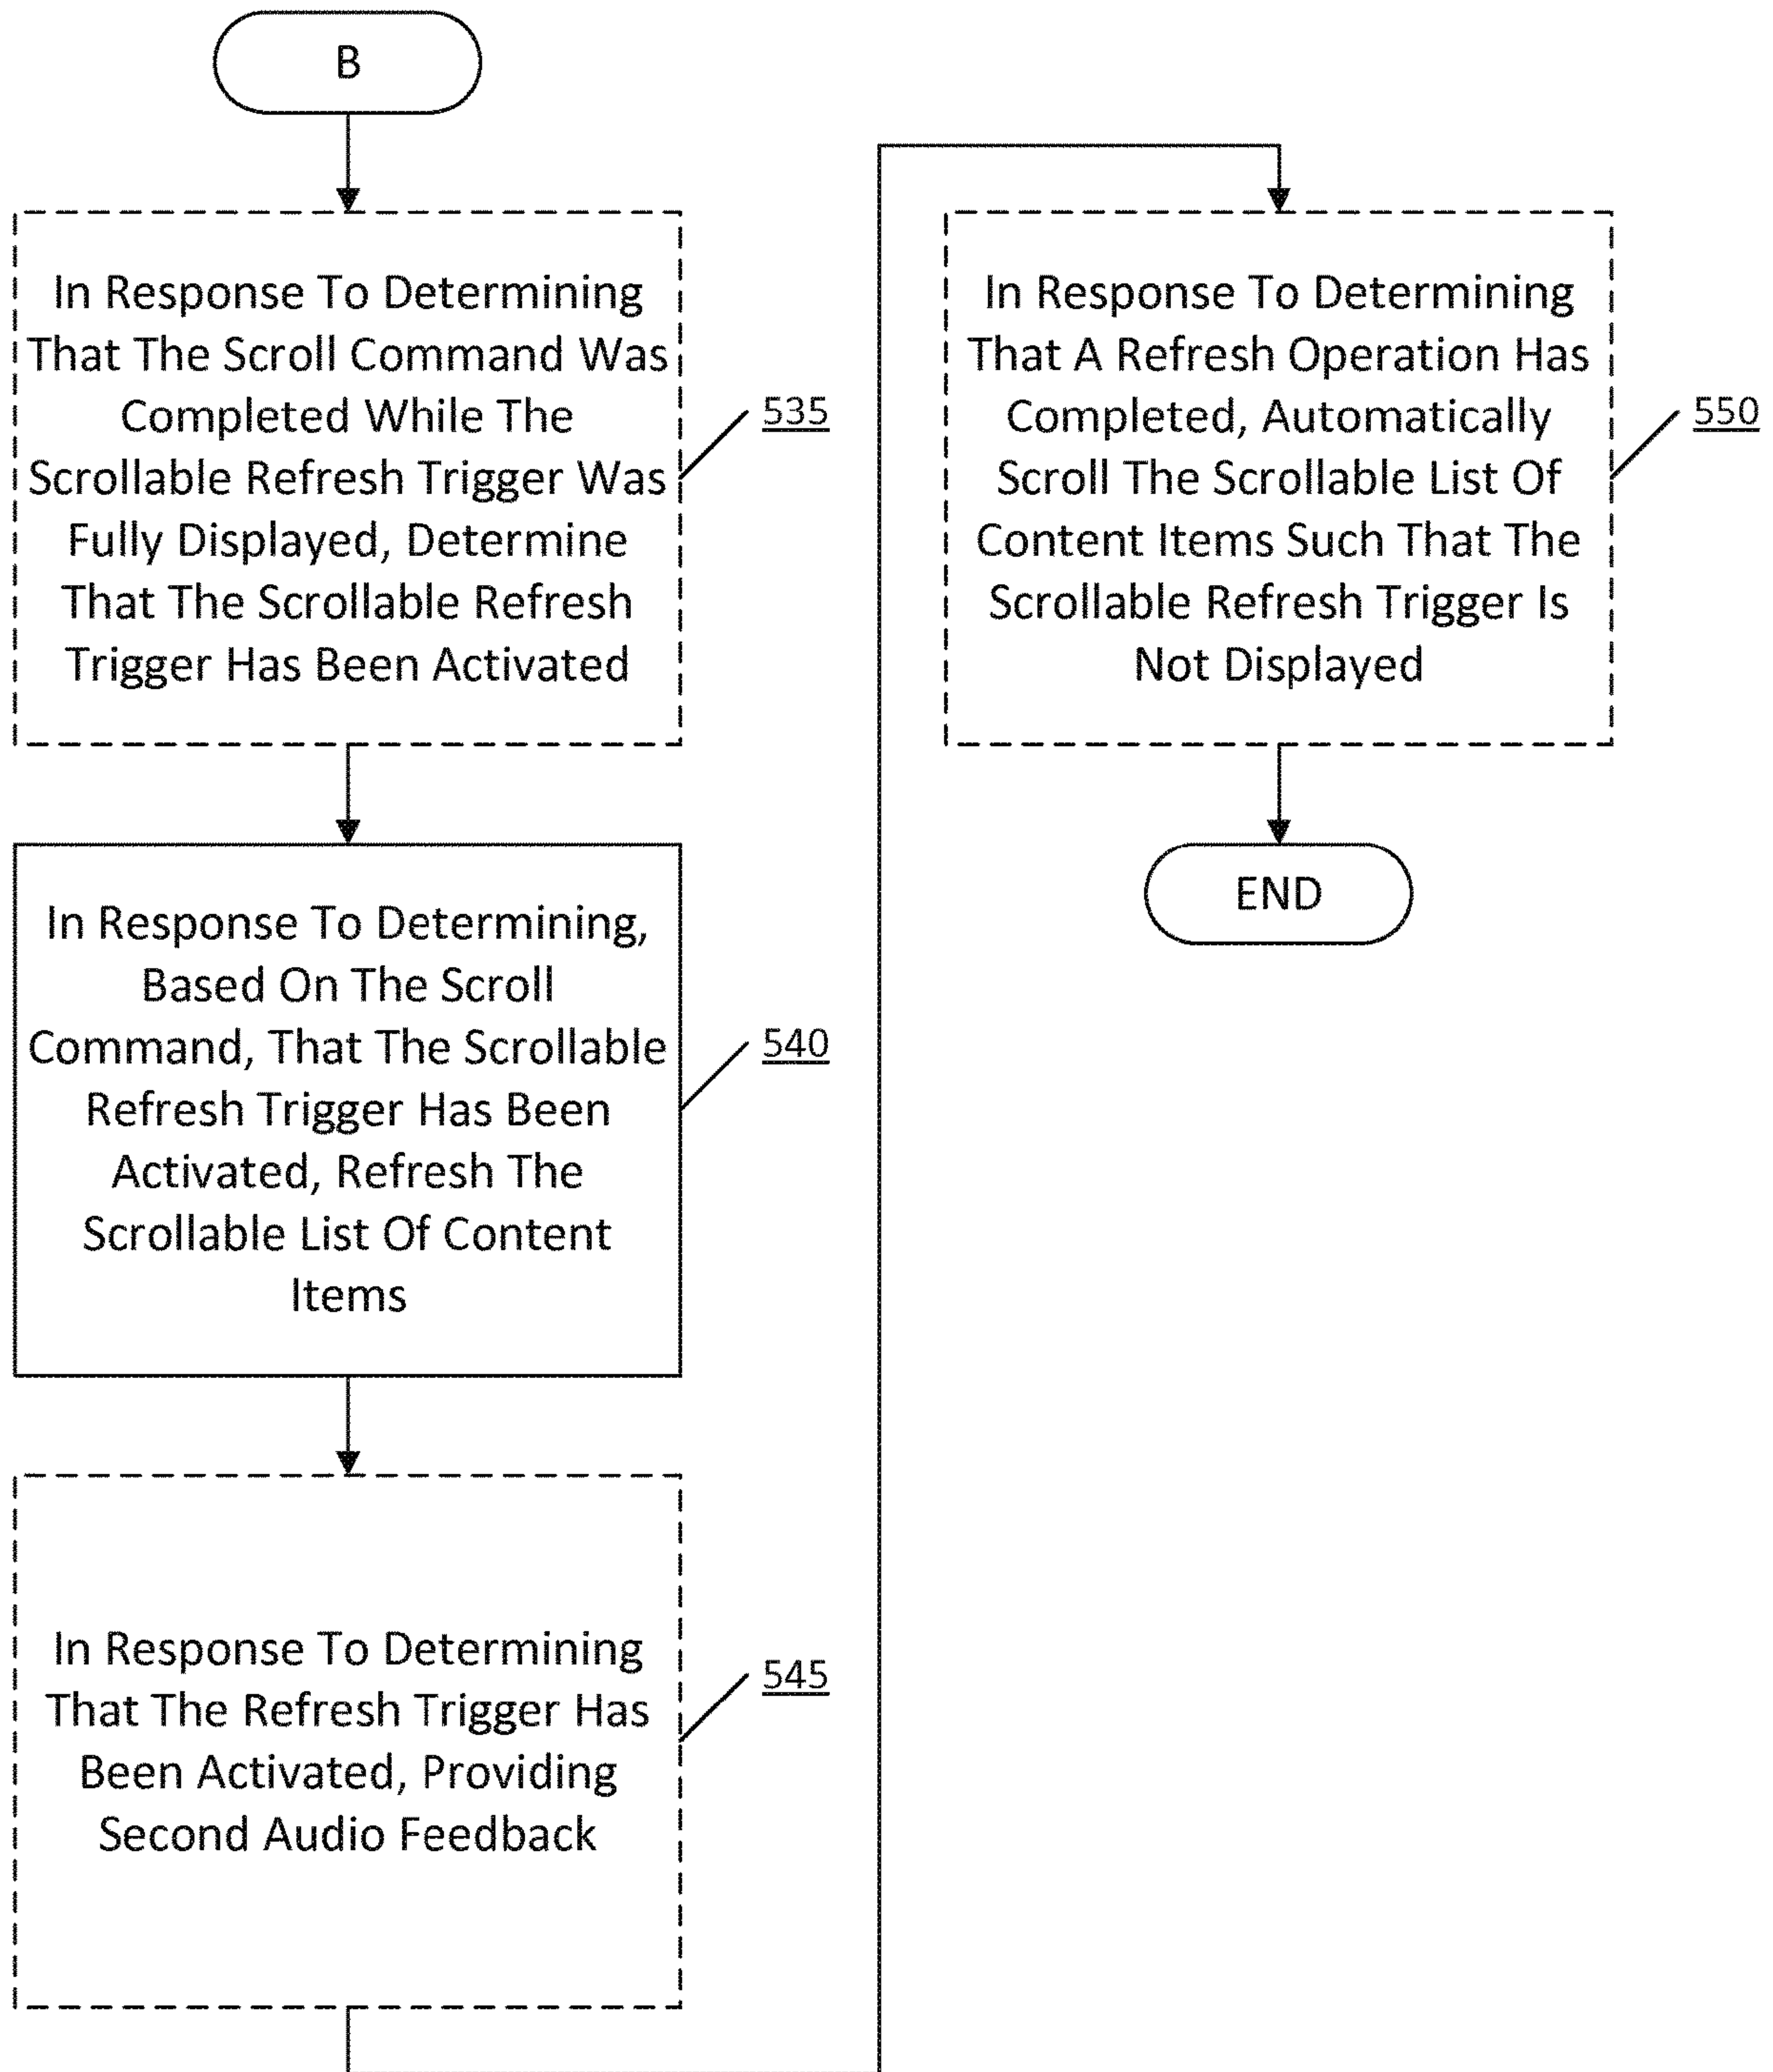 B
In Response To Determining
That The Scroll Command Was
Completed While The
Scrollable Refresh Trigger Was
Fully Displayed, Determine
That The Scrollable Refresh
Trigger Has Been Activated
535
In Response To Determining,
Based On The Scroll
Command, That The Scrollable
Refresh Trigger Has Been
Activated, Refresh The
Scrollable List Of Content
Items
540
In Response To Determining
That The Refresh Trigger Has
Been Activated, Providing
Second Audio Feedback
545
In Response To Determining
That A Refresh Operation Has
Completed, Automatically
Scroll The Scrollable List Of
Content Items Such That The
Scrollable Refresh Trigger Is
Not Displayed
550
END